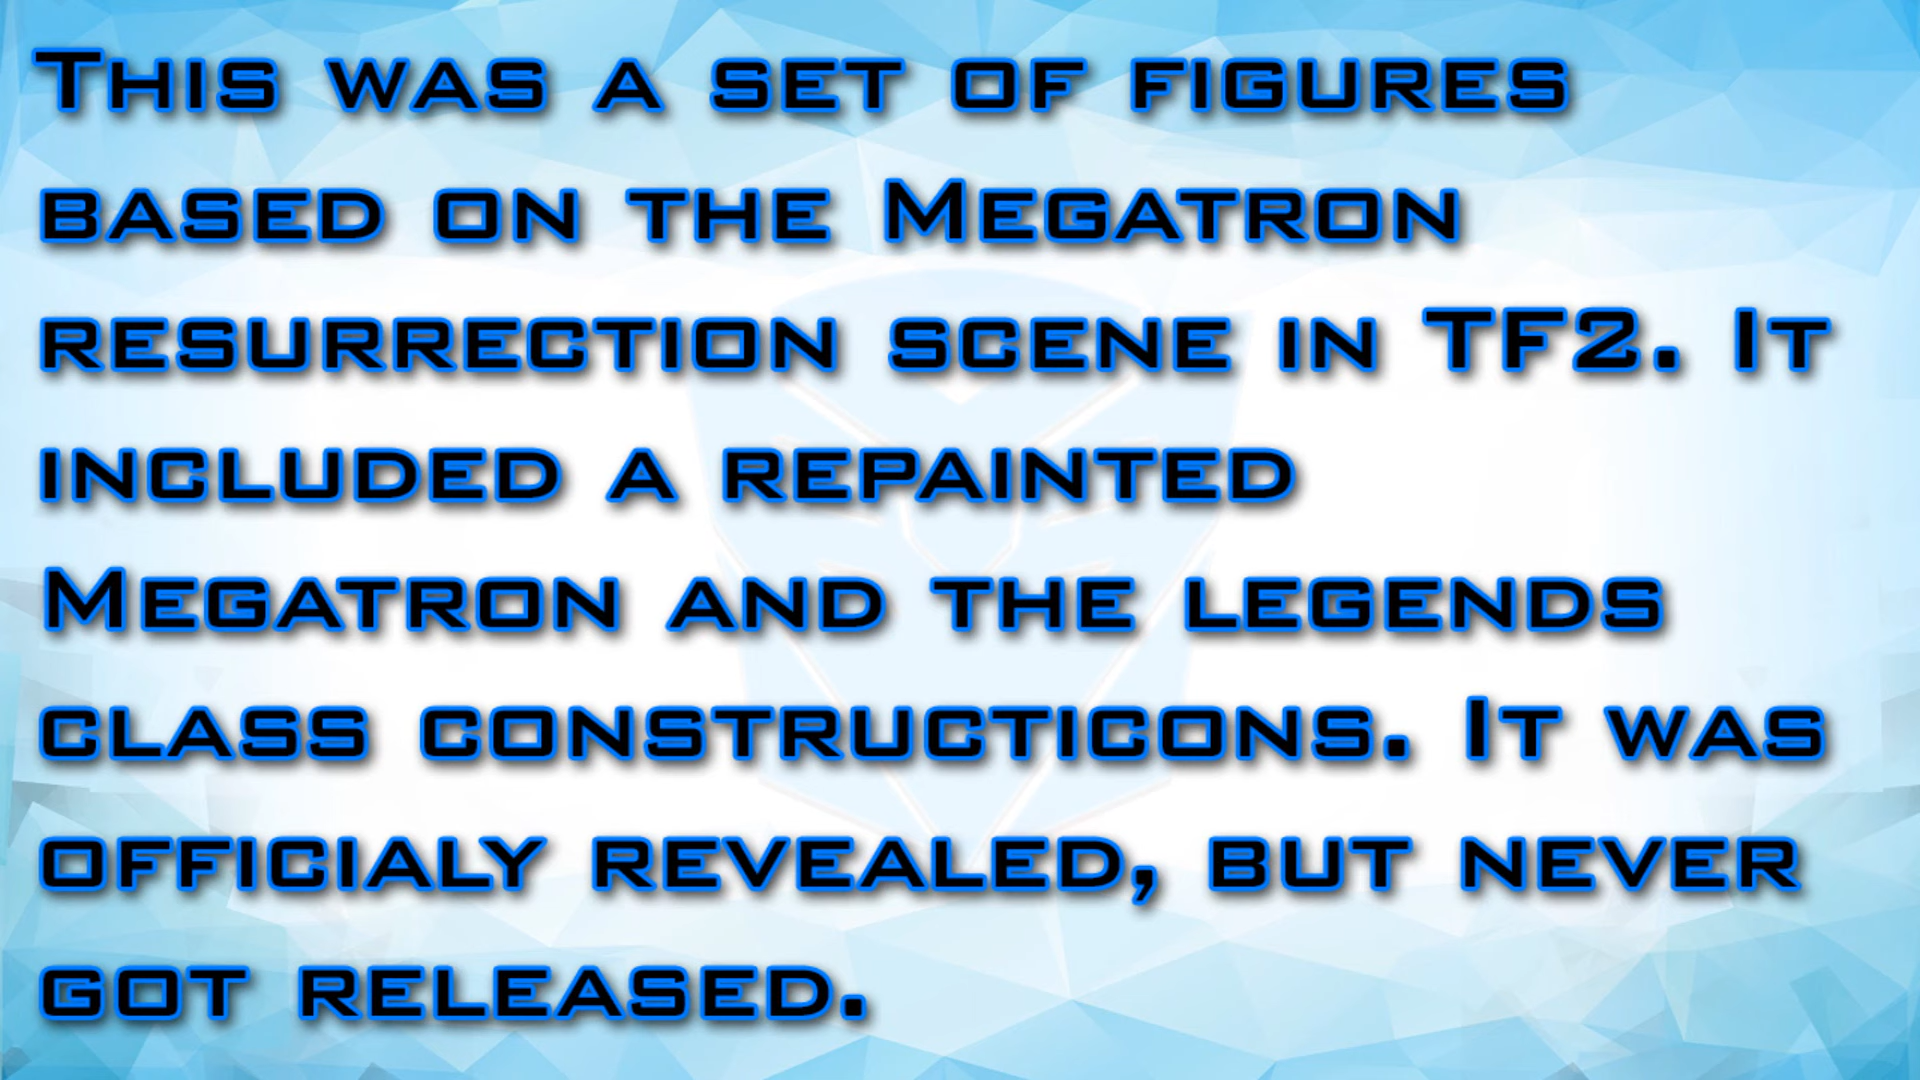 This was a set of figures
based on the Megatron
resurrection scene in TF2. It
included a repainted
Megatron and the legends
class constructicons. It was
officialy revealed, but never
got released.